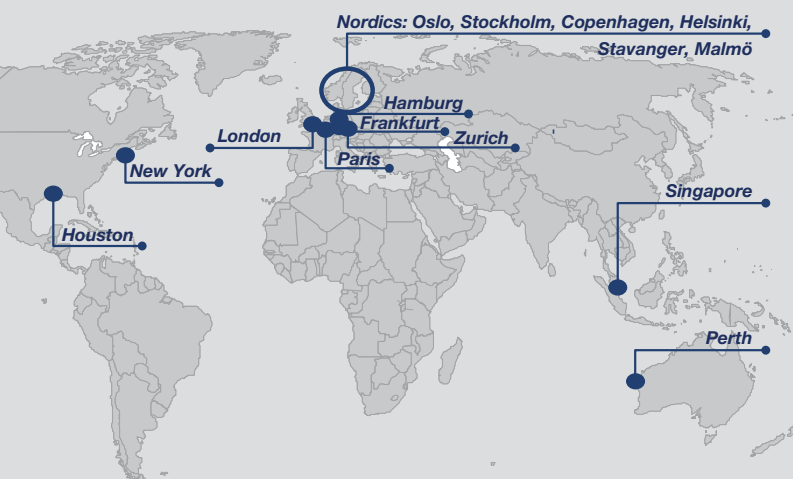 Nordics: Oslo, Stockholm, Copenhagen, Helsinki,
Stavanger, Malmö
Hamburg
Frankfurt
London
Zurich
Paris
New York
Singapore
Houston
Perth